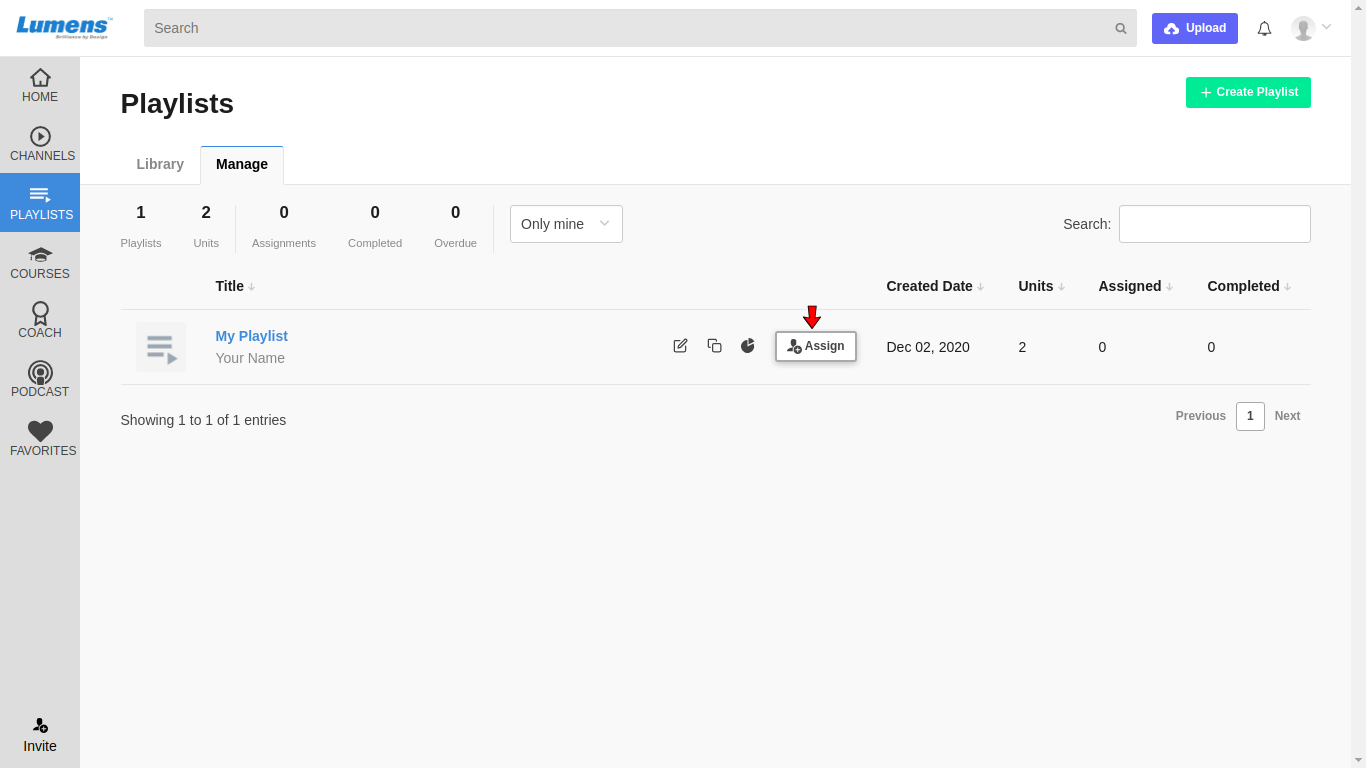 Lumens™
Brilliance by Design
Search
Upload
HOME
CHANNELS
PLAYLISTS
COURSES
COACH
PODCAST
FAVORITES
Invite
Playlists
Create Playlist
Library
Manage
1 2 0 0 0
Playlists Units Assignments Completed Overdue
Only mine
Search:
Title Created Date Units Assigned Completed
My Playlist
Your Name
Assign
Dec 02, 2020 2 0 0
Showing 1 to 1 of 1 entries
Previous 1 Next